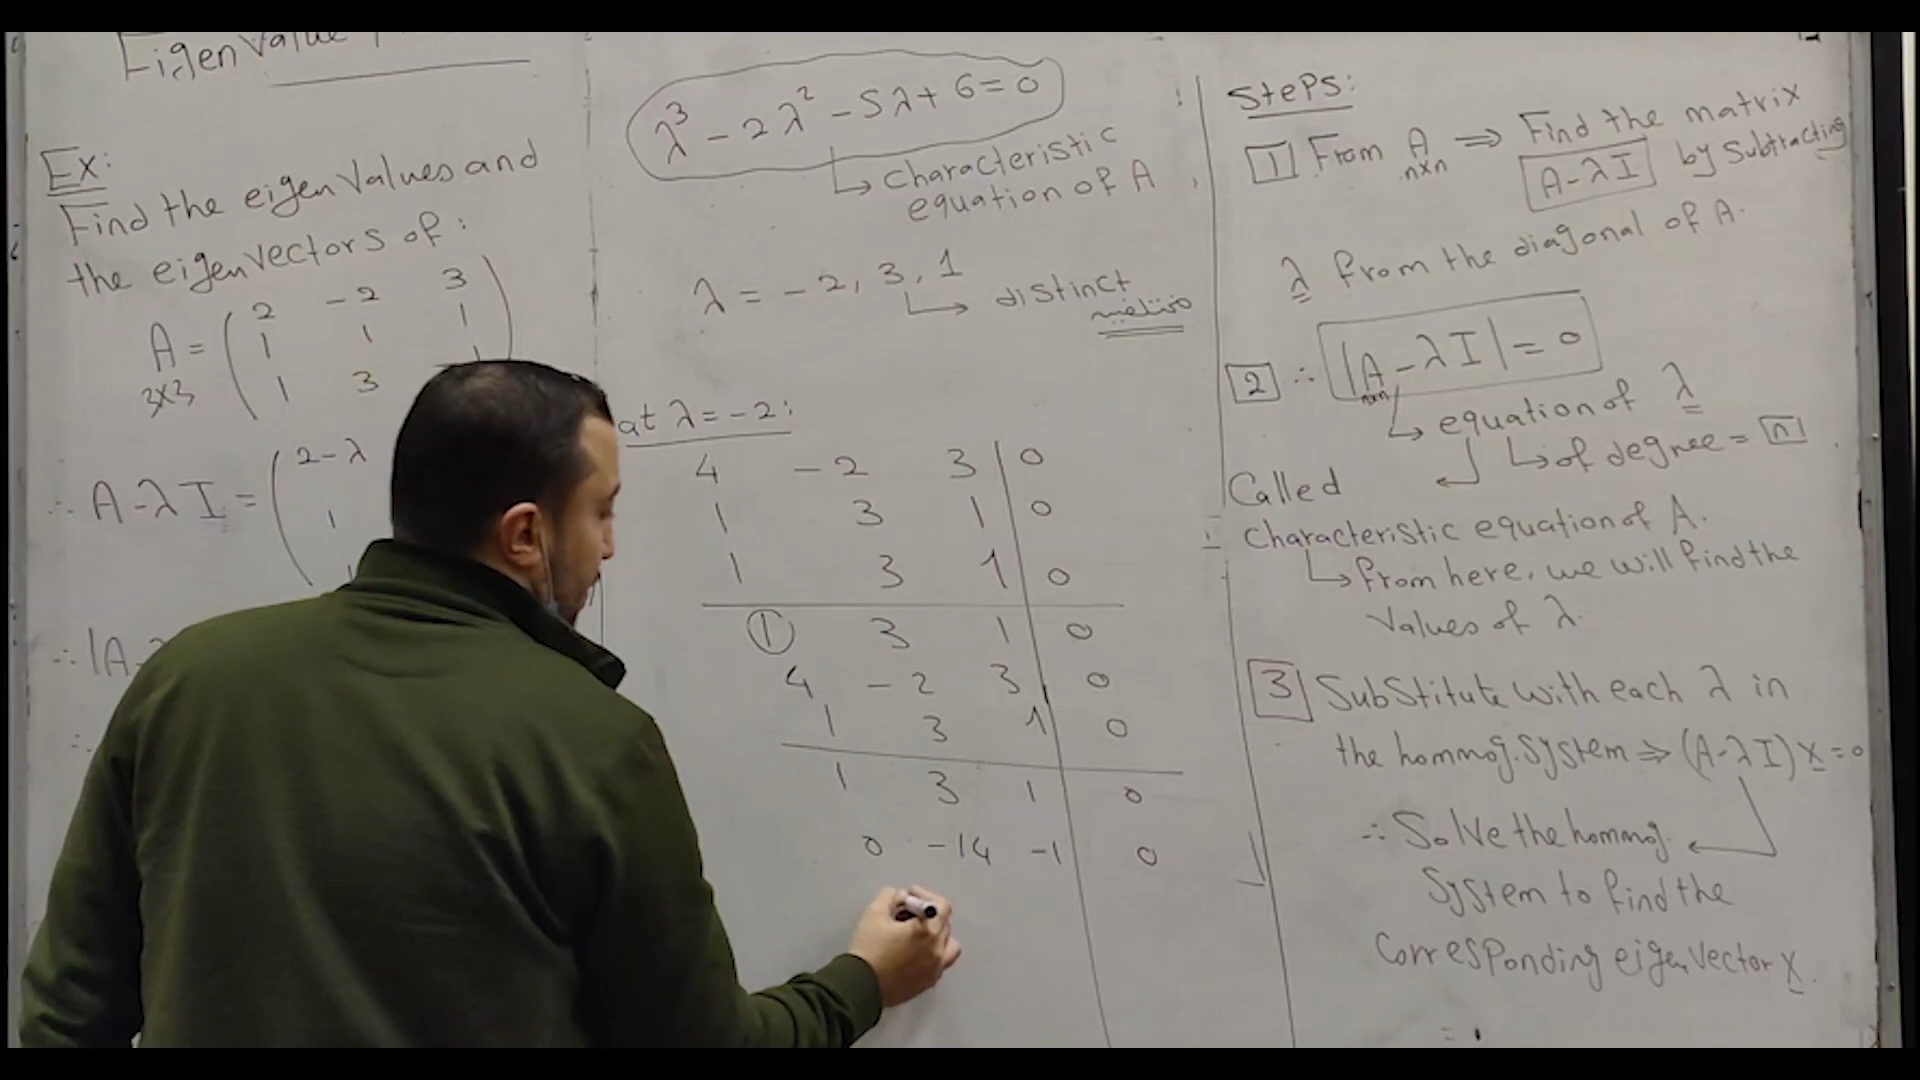 Eigen Value
Ex:
Find the eigen Values and
the eigen Vectors of:
A = ( 2 -2 3
1 1 1
3x3 1 3
∴ A-λI = ( 2-λ
1
∴ |A-λ
∴
λ³ - 2λ² - 5λ + 6 = 0
↳ Characteristic
equation of A
λ = -2, 3, 1
↳ distinct
at λ = -2:
4 -2 3 | 0
1 3 1 | 0
1 3 1 | 0
① 3 1 | 0
4 -2 3 | 0
1 3 1 | 0
1 3 1 | 0
0 -14 -1 | 0
Steps:
1 From A ⇒ Find the matrix
nxn A-λI by Subtracting
λ from the diagonal of A.
2 ∴ |A-λI| = 0
nxn
↳ equation of λ
↳ of degree = n
Called
Characteristic equation of A.
↳ from here, we will find the
Values of λ.
3 Substitute with each λ in
the hommog. System ⇒ (A-λI)X = 0
∴ Solve the hommog.
System to find the
Corresponding eigen Vector X.